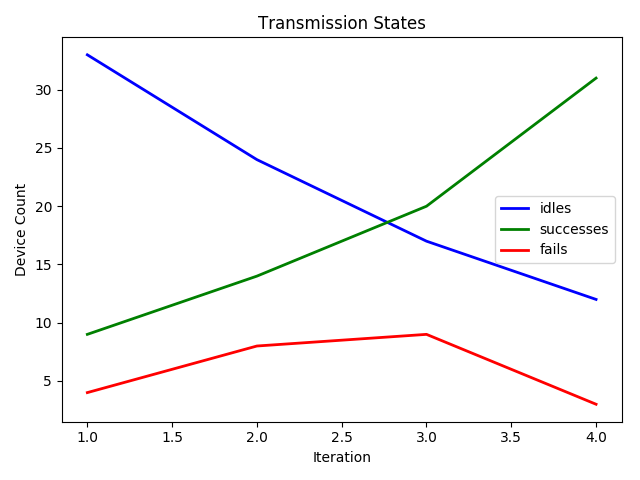 Transmission States
Device Count
30
25
20
15
10
5
idles
successes
fails
1.0 1.5 2.0 2.5 3.0 3.5 4.0
Iteration